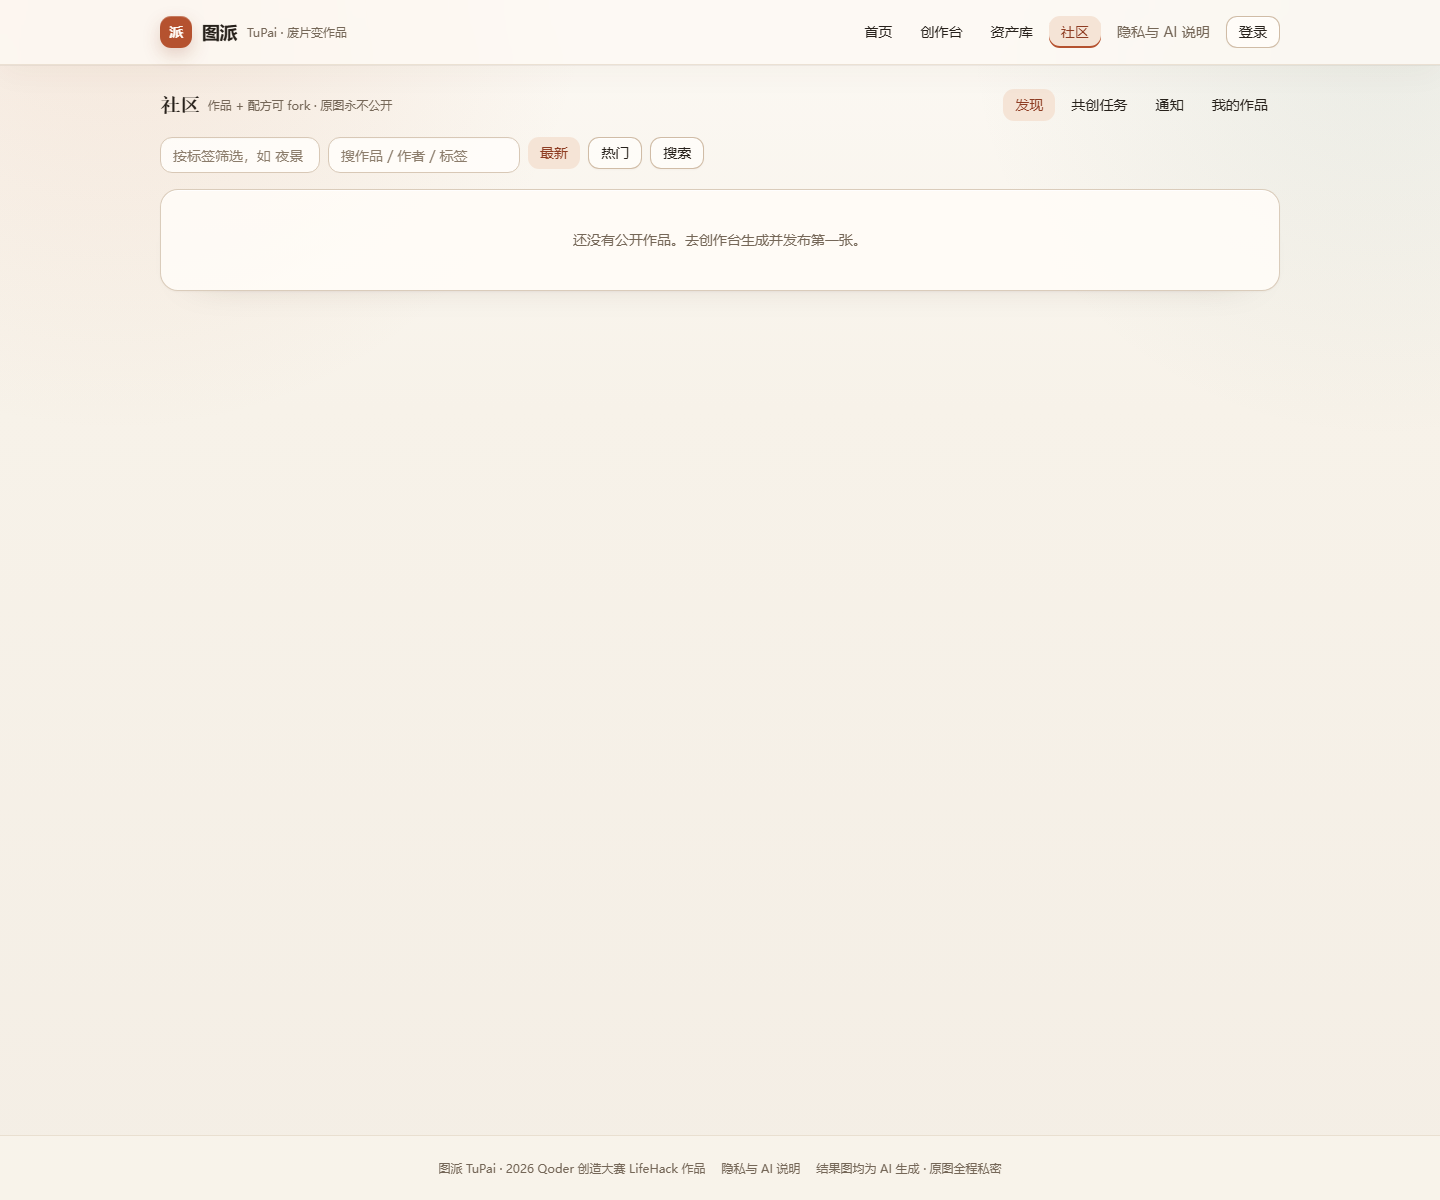 派 图派 TuPai · 废片变作品 首页 创作台 资产库 社区 隐私与 AI 说明 登录
社区 作品 + 配方可 fork · 原图永不公开 发现 共创任务 通知 我的作品
按标签筛选，如 夜景 搜作品 / 作者 / 标签 最新 热门 搜索
还没有公开作品。去创作台生成并发布第一张。
图派 TuPai · 2026 Qoder 创造大赛 LifeHack 作品 隐私与 AI 说明 结果图均为 AI 生成 · 原图全程私密